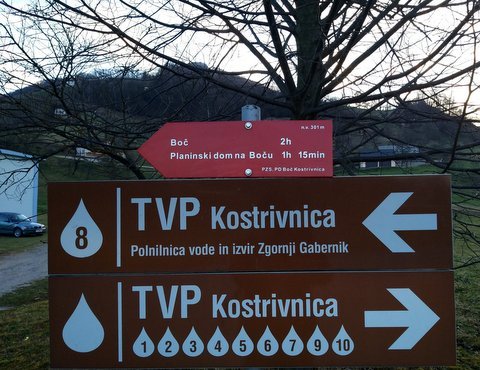 n.v. 301 m
Boč 2h
Planinski dom na Boču 1h 15min
PZS PD Boč Kostrivnica
8 TVP Kostrivnica
Polnilnica vode in izvir Zgornji Gabernik
TVP Kostrivnica
1 2 3 4 5 6 7 9 10